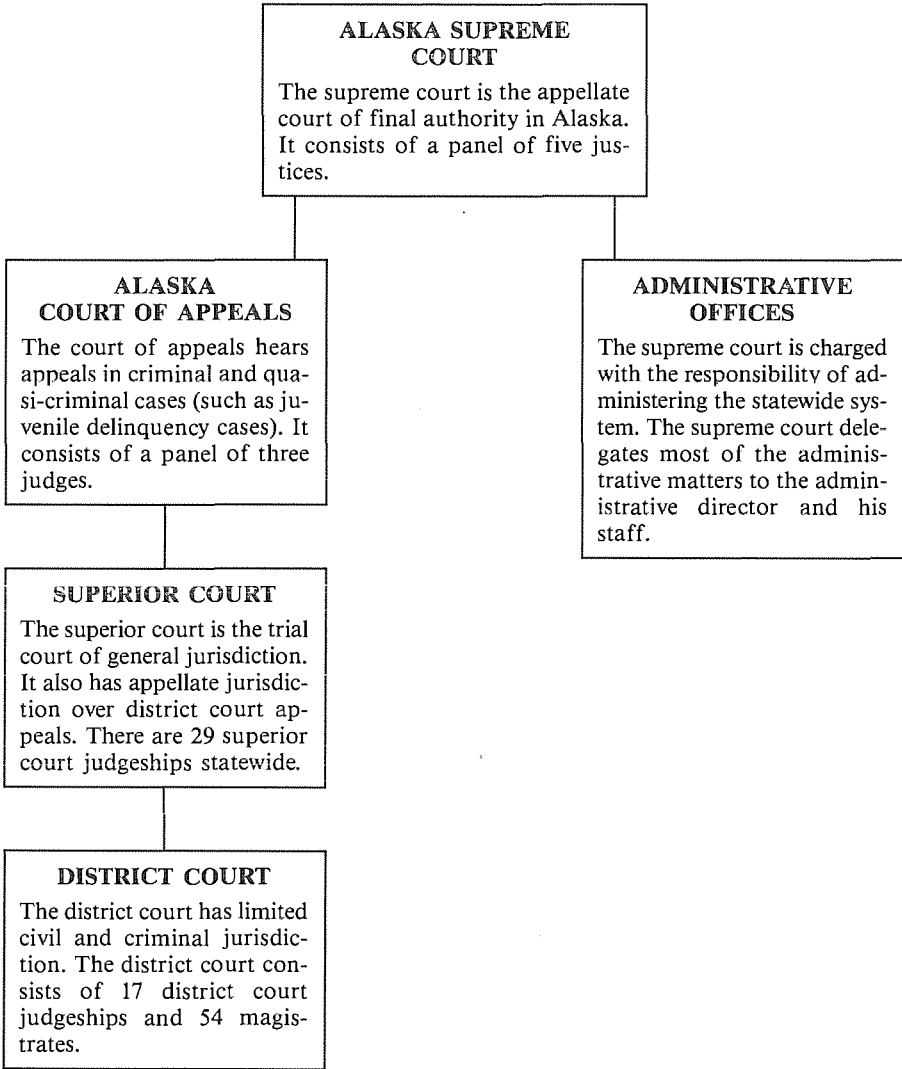 ALASKA SUPREME
COURT
The supreme court is the appellate
court of final authority in Alaska.
It consists of a panel of five jus-
tices.
ALASKA
COURT OF APPEALS
The court of appeals hears
appeals in criminal and qua-
si-criminal cases (such as ju-
venile delinquency cases). It
consists of a panel of three
judges.
ADMINISTRATIVE
OFFICES
The supreme court is charged
with the responsibility of ad-
ministering the statewide sys-
tem. The supreme court dele-
gates most of the adminis-
trative matters to the admin-
istrative director and his
staff.
SUPERIOR COURT
The superior court is the trial
court of general jurisdiction.
It also has appellate jurisdic-
tion over district court ap-
peals. There are 29 superior
court judgeships statewide.
DISTRICT COURT
The district court has limited
civil and criminal jurisdic-
tion. The district court con-
sists of 17 district court
judgeships and 54 magis-
trates.